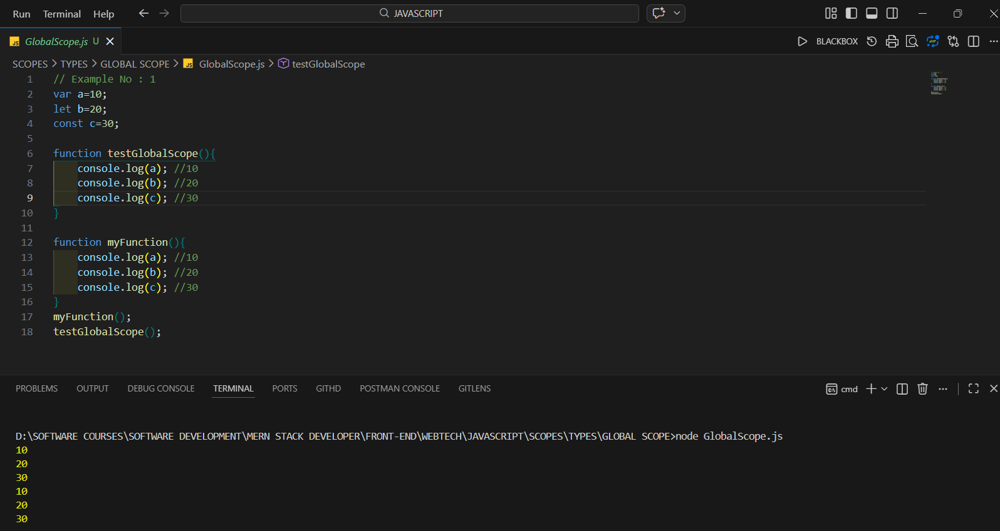 Run Terminal Help JAVASCRIPT
JS GlobalScope.js U
BLACKBOX
SCOPES > TYPES > GLOBAL SCOPE > JS GlobalScope.js > testGlobalScope
1 // Example No : 1
2 var a=10;
3 let b=20;
4 const c=30;
5
6 function testGlobalScope(){
7     console.log(a); //10
8     console.log(b); //20
9     console.log(c); //30
10 }
11
12 function myFunction(){
13     console.log(a); //10
14     console.log(b); //20
15     console.log(c); //30
16 }
17 myFunction();
18 testGlobalScope();
PROBLEMS OUTPUT DEBUG CONSOLE TERMINAL PORTS GITHD POSTMAN CONSOLE GITLENS cmd
D:\SOFTWARE COURSES\SOFTWARE DEVELOPMENT\MERN STACK DEVELOPER\FRONT-END\WEBTECH\JAVASCRIPT\SCOPES\TYPES\GLOBAL SCOPE>node GlobalScope.js
10
20
30
10
20
30